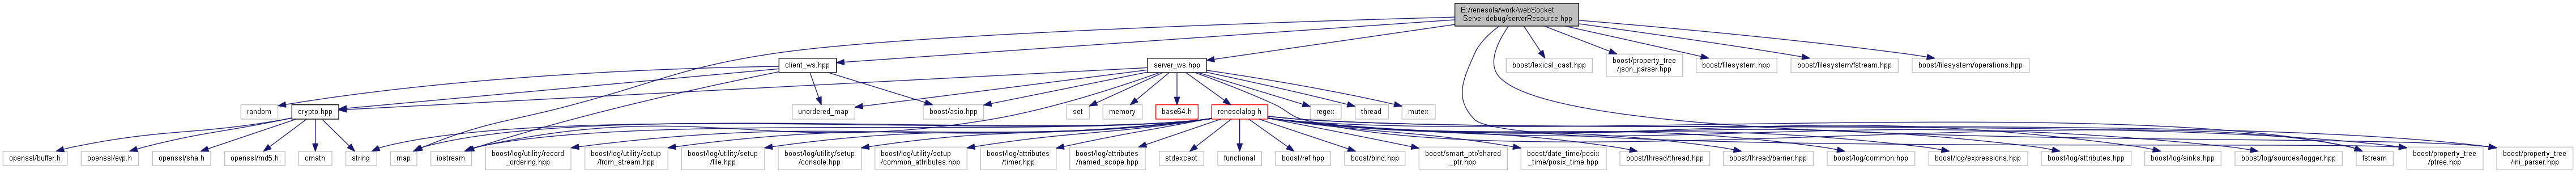 E:/renesola/work/webSocket
-Server-debug/serverResource.hpp
client_ws.hpp
server_ws.hpp
boost/lexical_cast.hpp
boost/property_tree
/json_parser.hpp
boost/filesystem.hpp
boost/filesystem/fstream.hpp
boost/filesystem/operations.hpp
random
crypto.hpp
unordered_map
boost/asio.hpp
set
memory
base64.h
renesolalog.h
regex
thread
mutex
openssl/buffer.h
openssl/evp.h
openssl/sha.h
openssl/md5.h
cmath
string
map
iostream
boost/log/utility/record
_ordering.hpp
boost/log/utility/setup
/from_stream.hpp
boost/log/utility/setup
/file.hpp
boost/log/utility/setup
/console.hpp
boost/log/utility/setup
/common_attributes.hpp
boost/log/attributes
/timer.hpp
boost/log/attributes
/named_scope.hpp
stdexcept
functional
boost/ref.hpp
boost/bind.hpp
boost/smart_ptr/shared
_ptr.hpp
boost/date_time/posix
_time/posix_time.hpp
boost/thread/thread.hpp
boost/thread/barrier.hpp
boost/log/common.hpp
boost/log/expressions.hpp
boost/log/attributes.hpp
boost/log/sinks.hpp
boost/log/sources/logger.hpp
fstream
boost/property_tree
/ptree.hpp
boost/property_tree
/ini_parser.hpp